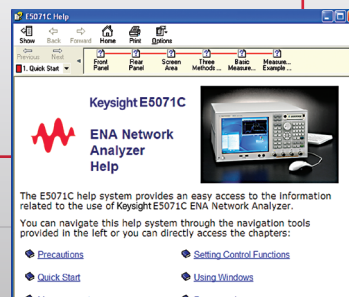 E5071C Help
Show Back Forward Home Print Options
Previous Next
1. Quick Start
Front Panel
Rear Panel
Screen Area
Three Methods ...
Basic Measure...
Measure... Example ...
Keysight E5071C
ENA Network
Analyzer
Help
The E5071C help system provides an easy access to the information
related to the use of Keysight E5071C ENA Network Analyzer.
You can navigate this help system through the navigation tools
provided in the left or you can directly access the chapters:
Precautions
Setting Control Functions
Quick Start
Using Windows